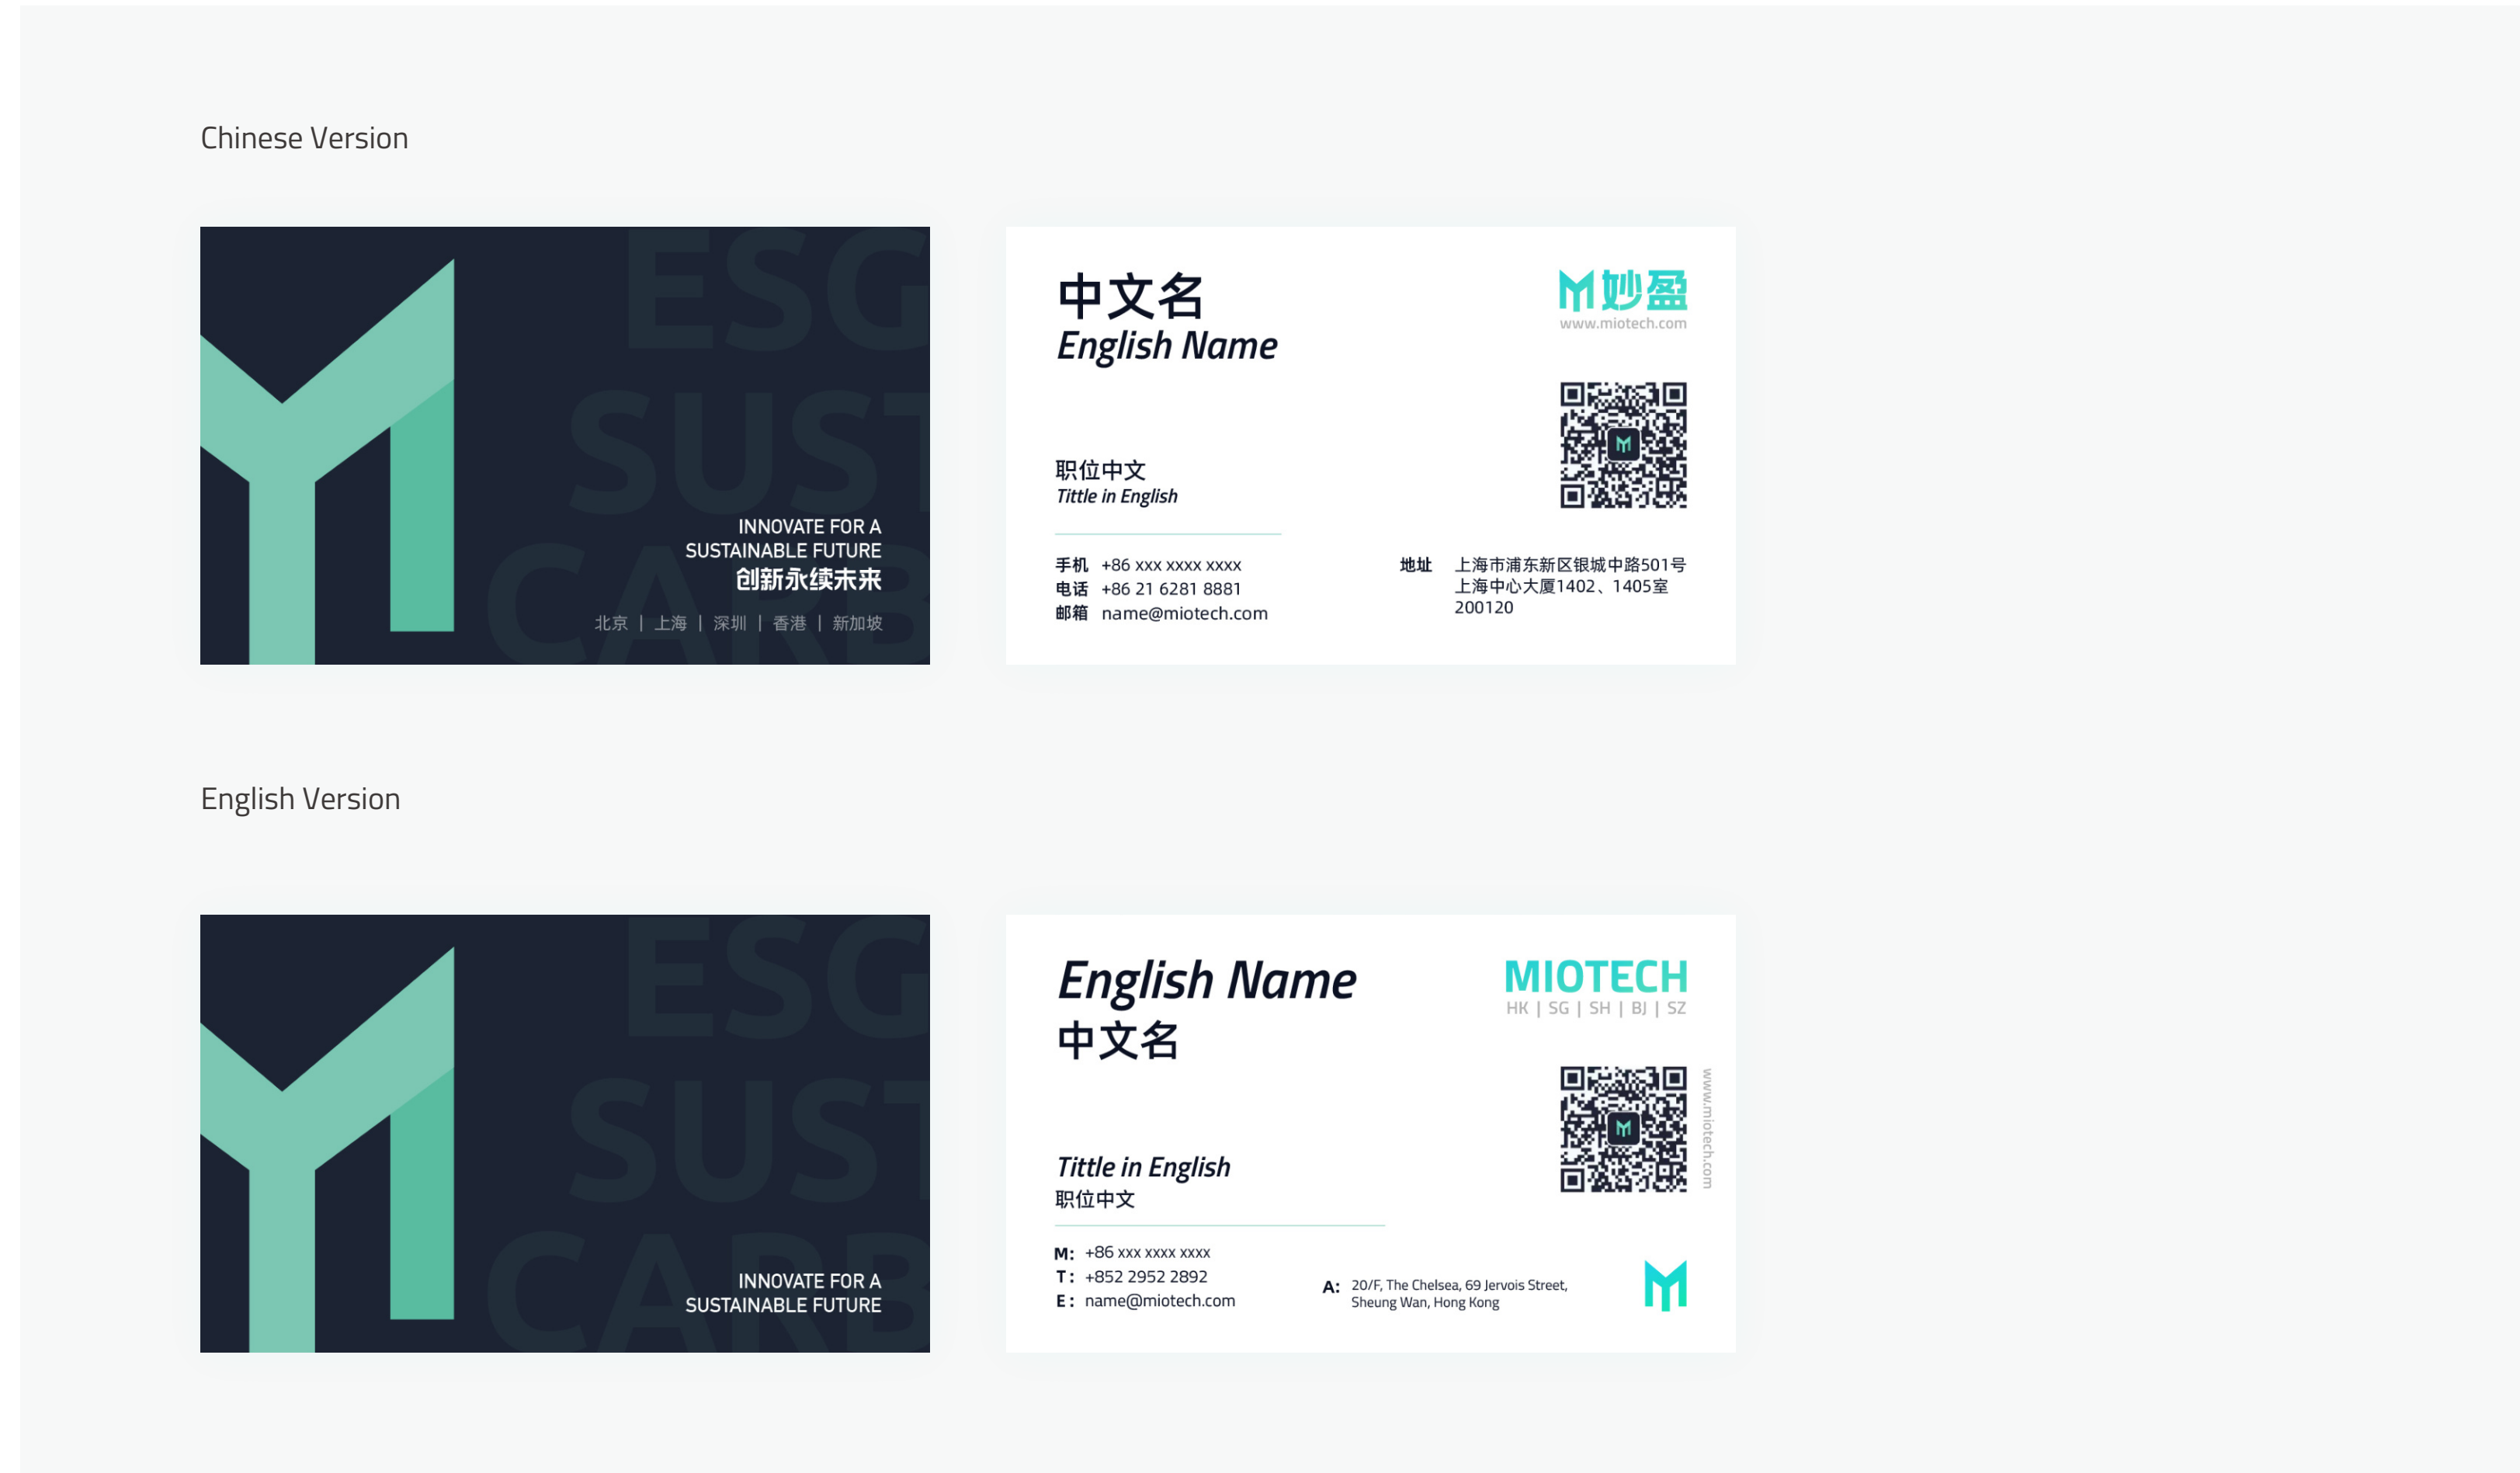 Chinese Version
ESG
SUST
CARB
INNOVATE FOR A
SUSTAINABLE FUTURE
创新永续未来
北京 | 上海 | 深圳 | 香港 | 新加坡
中文名
English Name
妙盈
www.miotech.com
职位中文
Tittle in English
手机 +86 xxx xxxx xxxx
电话 +86 21 6281 8881
邮箱 name@miotech.com
地址 上海市浦东新区银城中路501号
上海中心大厦1402、1405室
200120
English Version
ESG
SUST
CARB
INNOVATE FOR A
SUSTAINABLE FUTURE
English Name
中文名
MIOTECH
HK | SG | SH | BJ | SZ
www.miotech.com
Tittle in English
职位中文
M: +86 xxx xxxx xxxx
T: +852 2952 2892
E: name@miotech.com
A: 20/F, The Chelsea, 69 Jervois Street,
Sheung Wan, Hong Kong